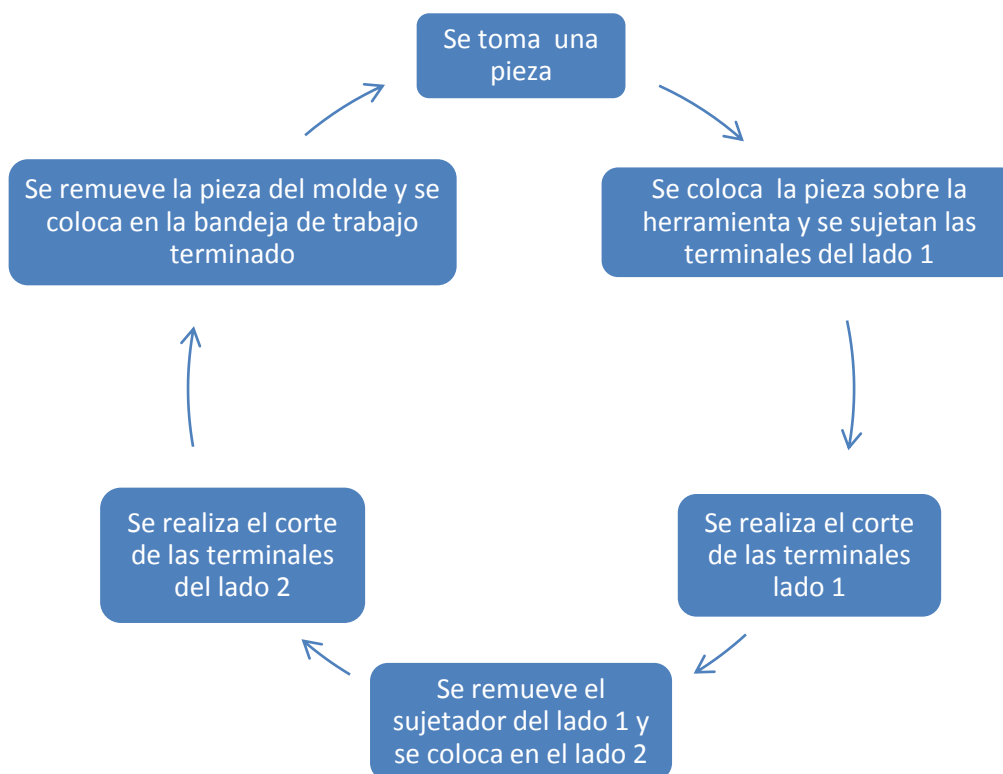 Se toma una
pieza
Se coloca la pieza sobre la
herramienta y se sujetan las
terminales del lado 1
Se realiza el corte
de las terminales
lado 1
Se remueve el
sujetador del lado 1 y
se coloca en el lado 2
Se realiza el corte
de las terminales
del lado 2
Se remueve la pieza del molde y se
coloca en la bandeja de trabajo
terminado